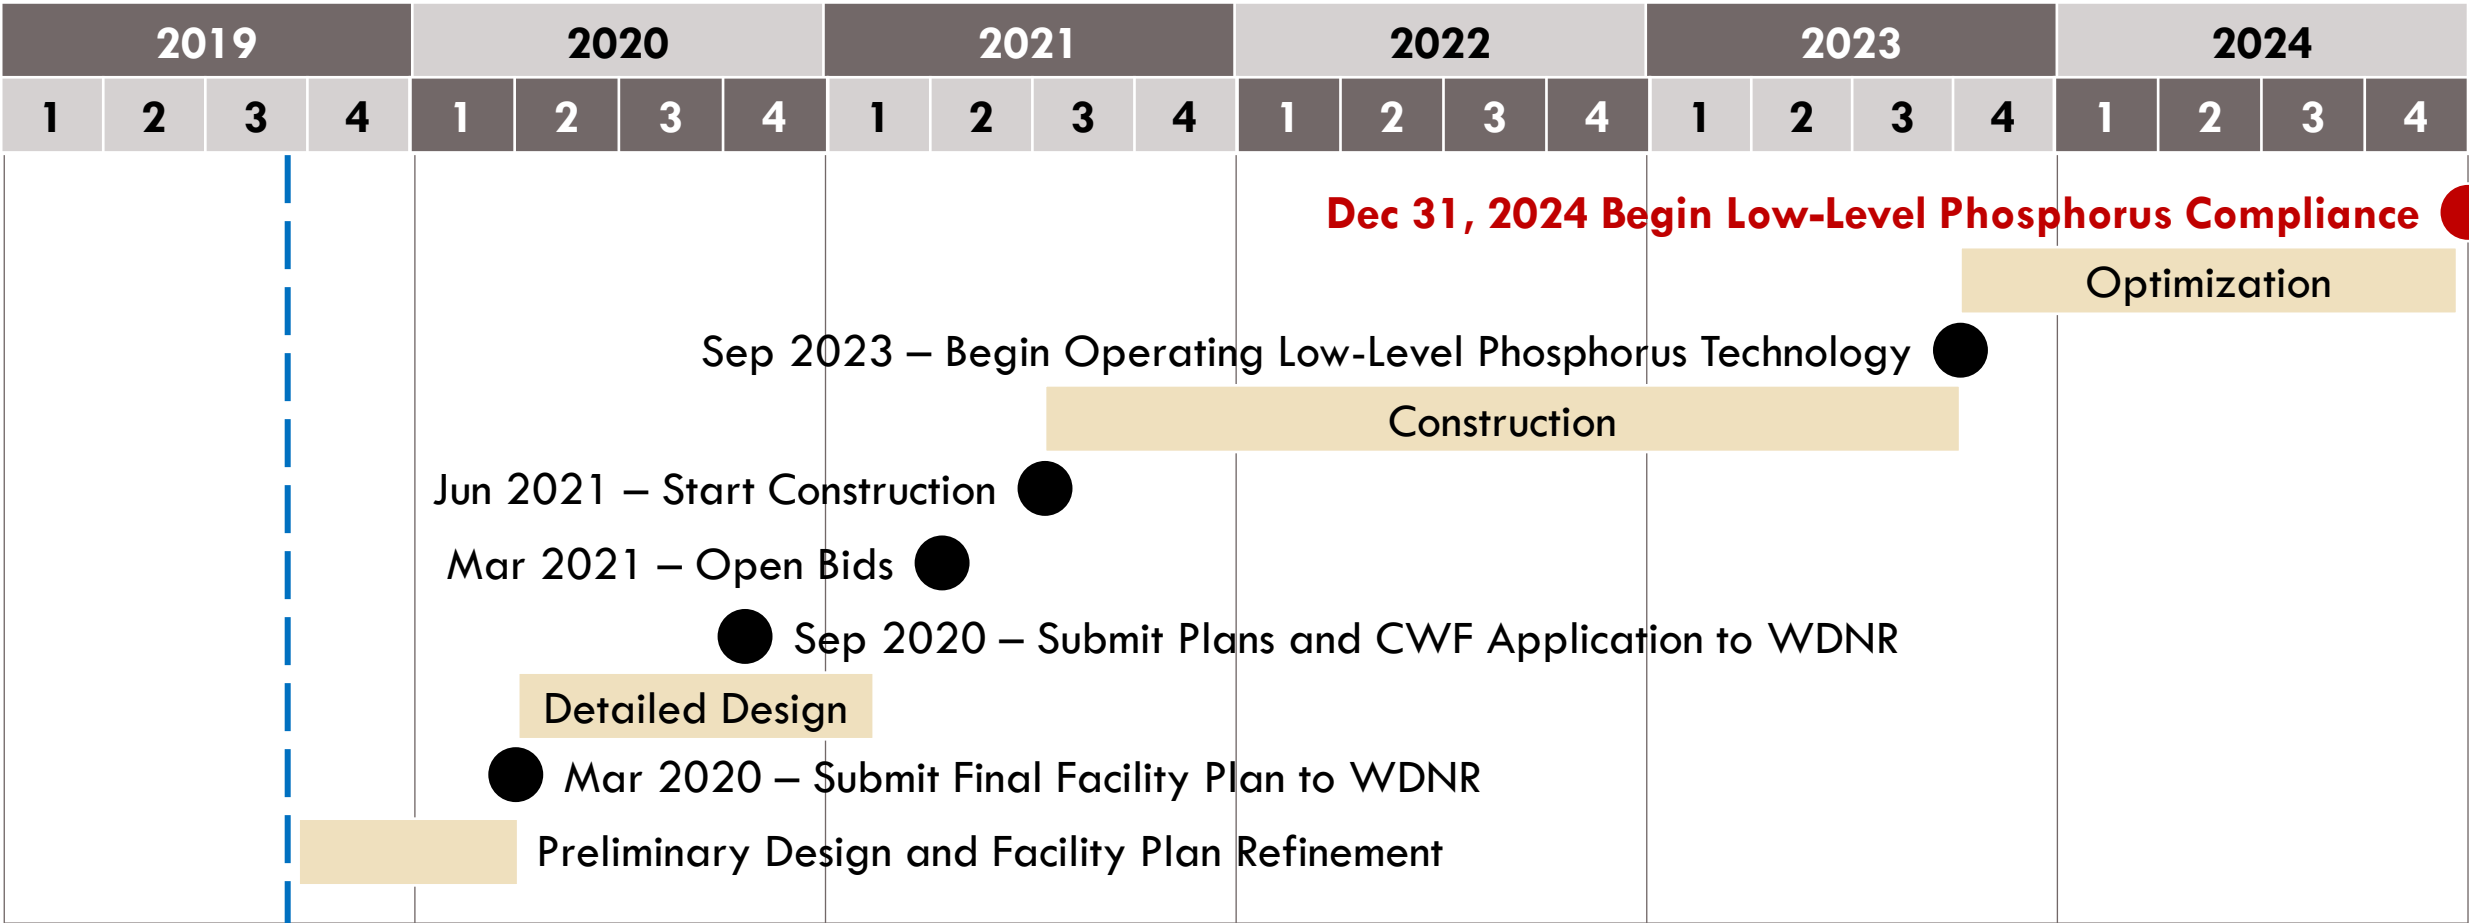 2019 2020 2021 2022 2023 2024
1 2 3 4 1 2 3 4 1 2 3 4 1 2 3 4 1 2 3 4 1 2 3 4
Dec 31, 2024 Begin Low-Level Phosphorus Compliance
Optimization
Sep 2023 – Begin Operating Low-Level Phosphorus Technology
Construction
Jun 2021 – Start Construction
Mar 2021 – Open Bids
Sep 2020 – Submit Plans and CWF Application to WDNR
Detailed Design
Mar 2020 – Submit Final Facility Plan to WDNR
Preliminary Design and Facility Plan Refinement